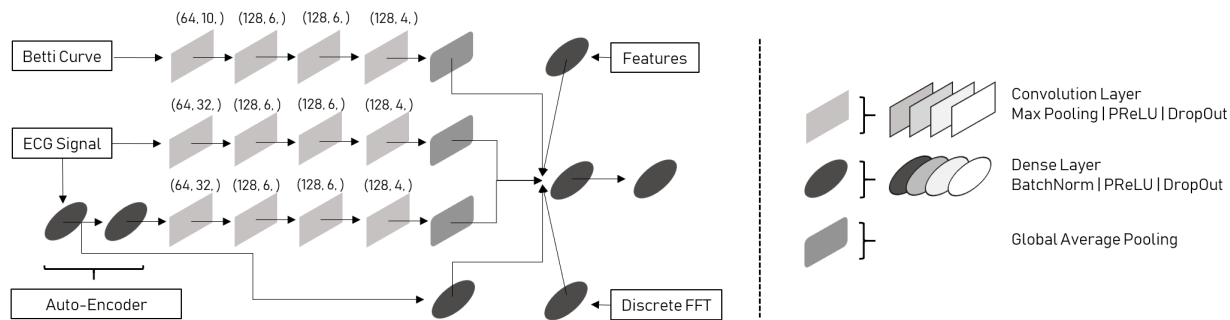 (64, 10, ) (128, 6, ) (128, 6, ) (128, 4, )
Betti Curve
Features
(64, 32, ) (128, 6, ) (128, 6, ) (128, 4, )
ECG Signal
(64, 32, ) (128, 6, ) (128, 6, ) (128, 4, )
Auto-Encoder
Discrete FFT
Convolution Layer
Max Pooling | PReLU | DropOut
Dense Layer
BatchNorm | PReLU | DropOut
Global Average Pooling